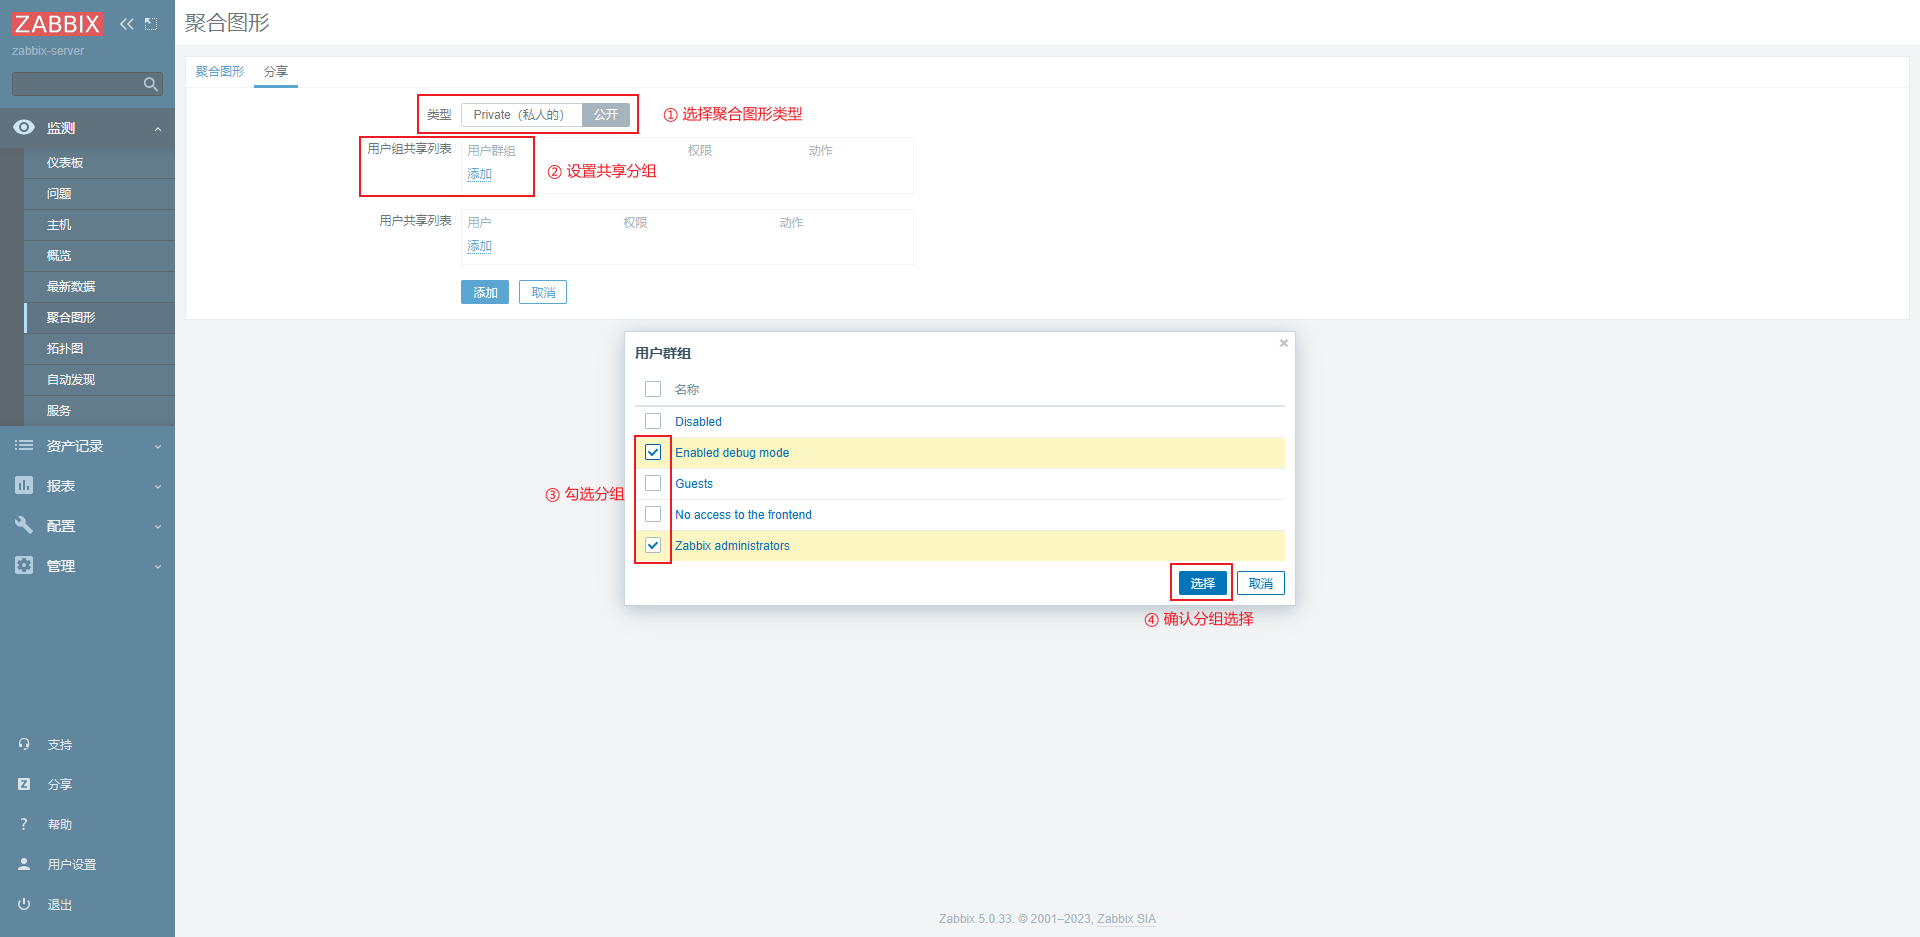 ZABBIX
zabbix-server
监测
仪表板
问题
主机
概览
最新数据
聚合图形
拓扑图
自动发现
服务
资产记录
报表
配置
管理
支持
Z 分享
? 帮助
用户设置
退出
聚合图形
聚合图形 分享
类型 Private（私人的） 公开 ① 选择聚合图形类型
用户组共享列表 用户群组 权限 动作
添加 ② 设置共享分组
用户共享列表 用户 权限 动作
添加
添加 取消
用户群组 ×
名称
Disabled
Enabled debug mode
Guests
③ 勾选分组
No access to the frontend
Zabbix administrators
选择 取消
④ 确认分组选择
Zabbix 5.0.33. © 2001–2023, Zabbix SIA